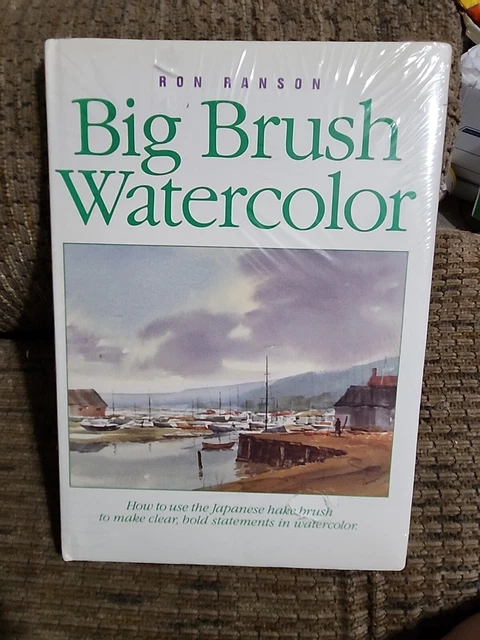 RON RANSON
Big Brush
Watercolor
How to use the Japanese hake brush
to make clear, bold statements in watercolor.